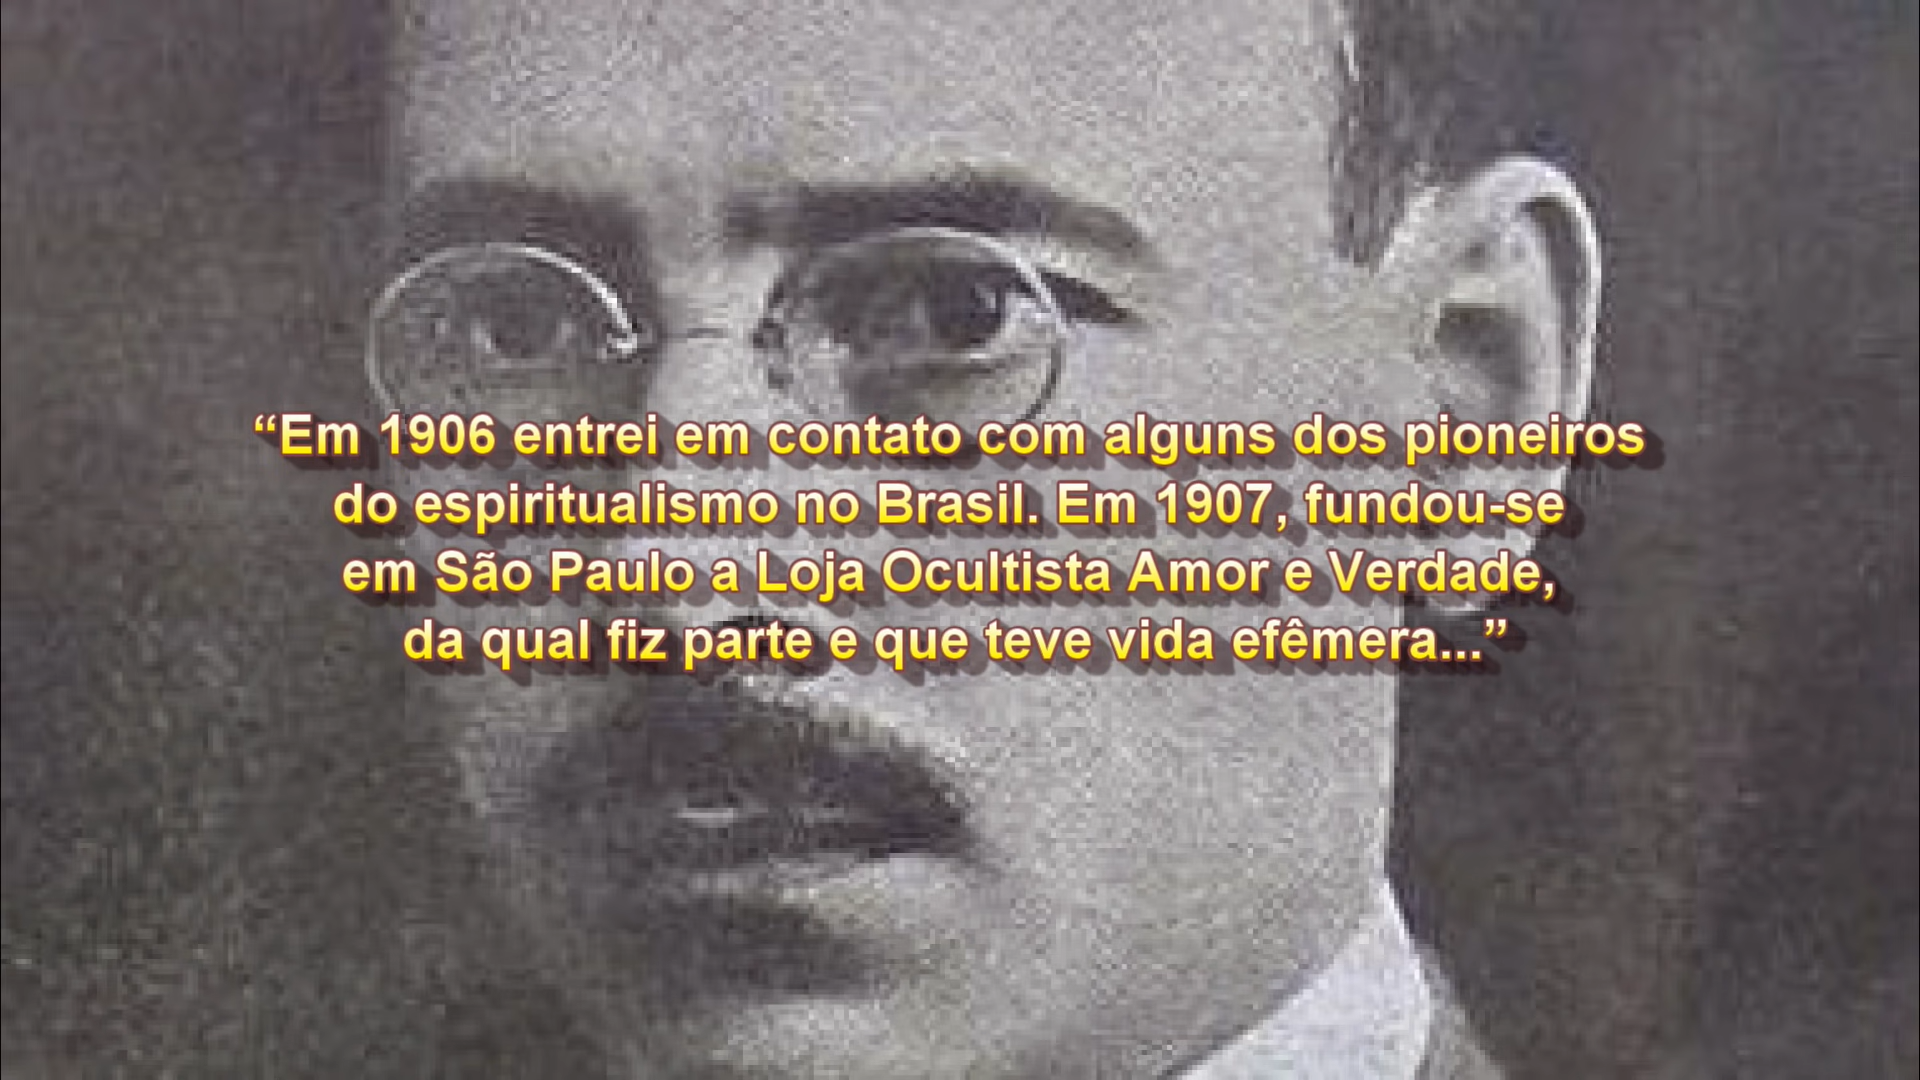 “Em 1906 entrei em contato com alguns dos pioneiros
do espiritualismo no Brasil. Em 1907, fundou-se
em São Paulo a Loja Ocultista Amor e Verdade,
da qual fiz parte e que teve vida efêmera...”